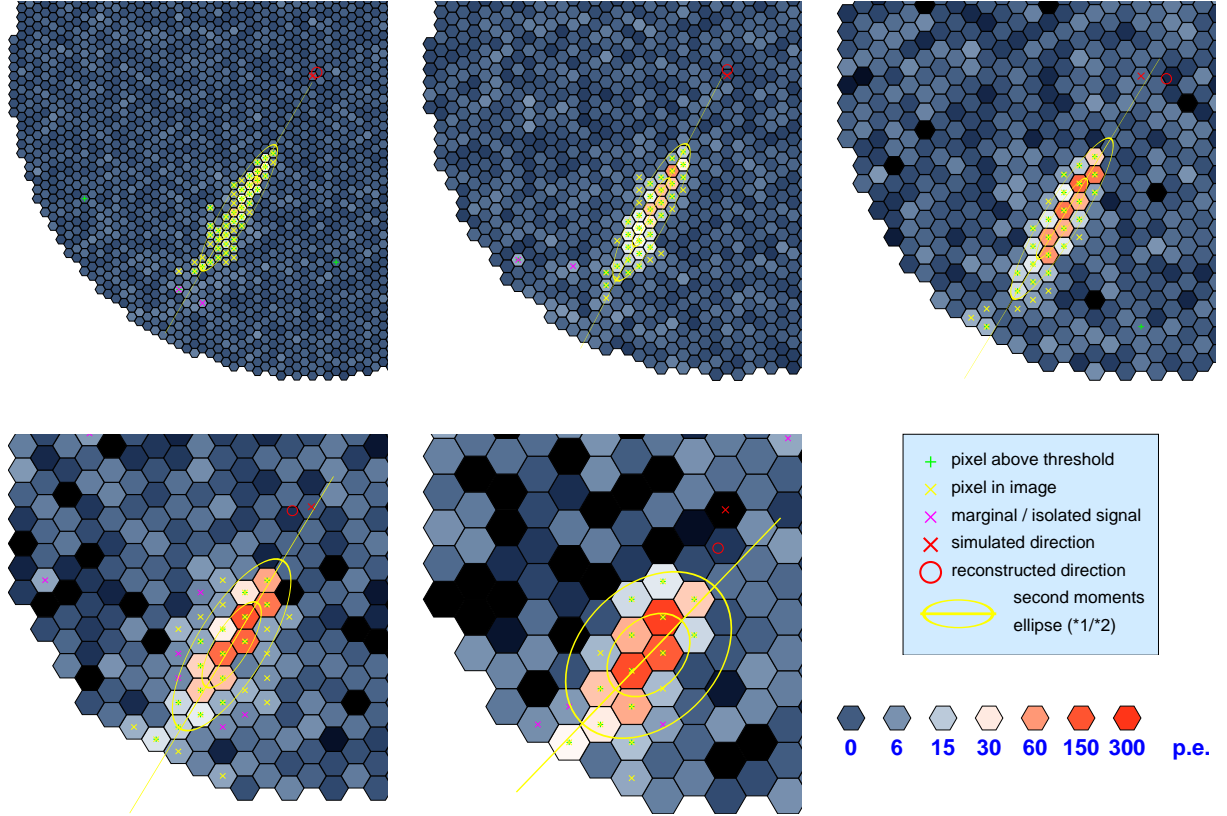 pixel above threshold
pixel in image
marginal / isolated signal
simulated direction
reconstructed direction
second moments
ellipse (*1/*2)
0 6 15 30 60 150 300 p.e.